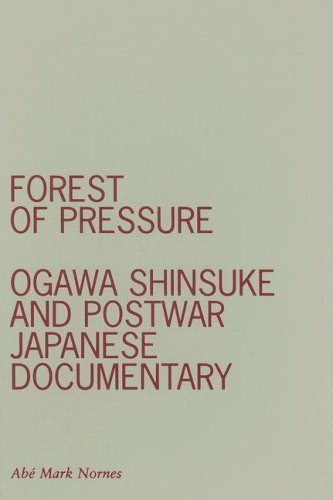 FOREST
OF PRESSURE
OGAWA SHINSUKE
AND POSTWAR
JAPANESE
DOCUMENTARY
Abé Mark Nornes